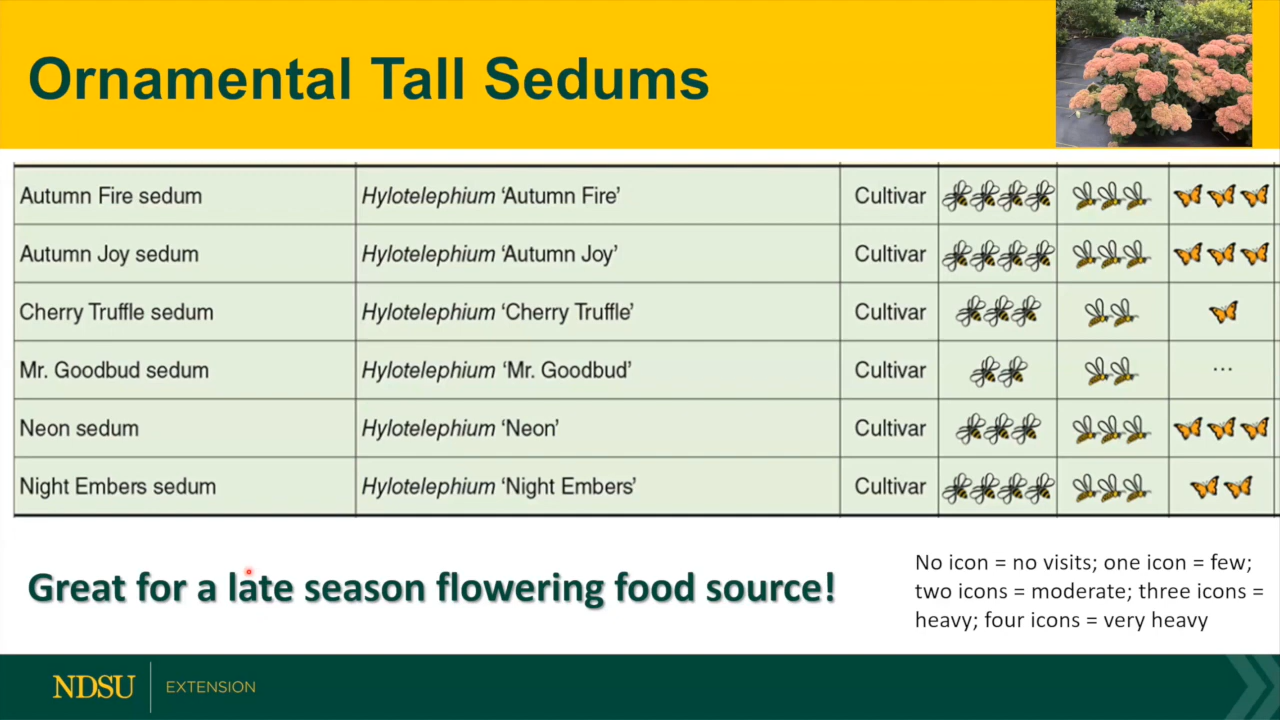 Ornamental Tall Sedums
Autumn Fire sedum Hylotelephium ‘Autumn Fire’ Cultivar
Autumn Joy sedum Hylotelephium ‘Autumn Joy’ Cultivar
Cherry Truffle sedum Hylotelephium ‘Cherry Truffle’ Cultivar
Mr. Goodbud sedum Hylotelephium ‘Mr. Goodbud’ Cultivar ...
Neon sedum Hylotelephium ‘Neon’ Cultivar
Night Embers sedum Hylotelephium ‘Night Embers’ Cultivar
Great for a late season flowering food source!
No icon = no visits; one icon = few;
two icons = moderate; three icons =
heavy; four icons = very heavy
NDSU EXTENSION